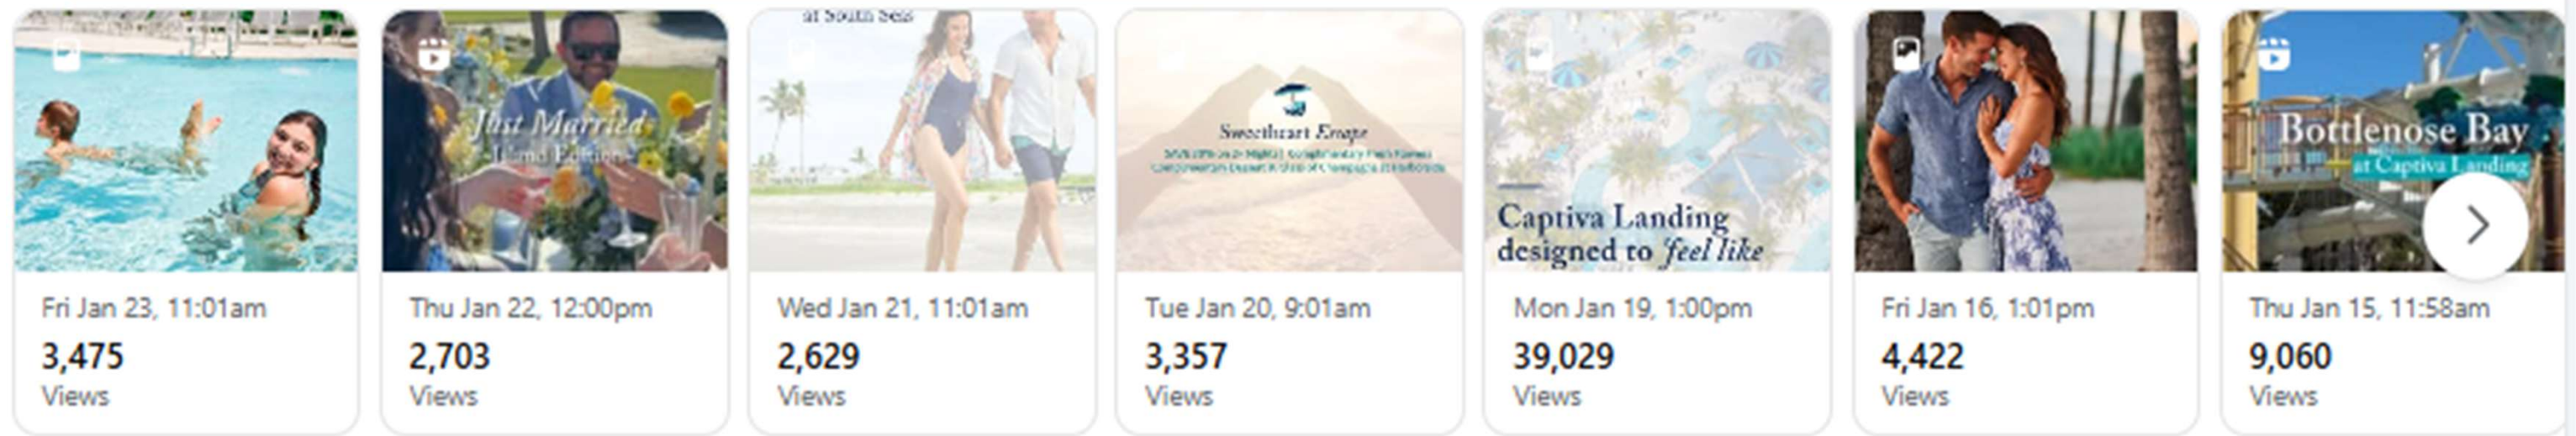 Fri Jan 23, 11:01am
3,475
Views
Just Married
Island Edition
Thu Jan 22, 12:00pm
2,703
Views
at South Seas
Wed Jan 21, 11:01am
2,629
Views
Sweetheart Escape
Tue Jan 20, 9:01am
3,357
Views
Captiva Landing
designed to feel like
Mon Jan 19, 1:00pm
39,029
Views
Fri Jan 16, 1:01pm
4,422
Views
Bottlenose Bay
at Captiva Landing
Thu Jan 15, 11:58am
9,060
Views